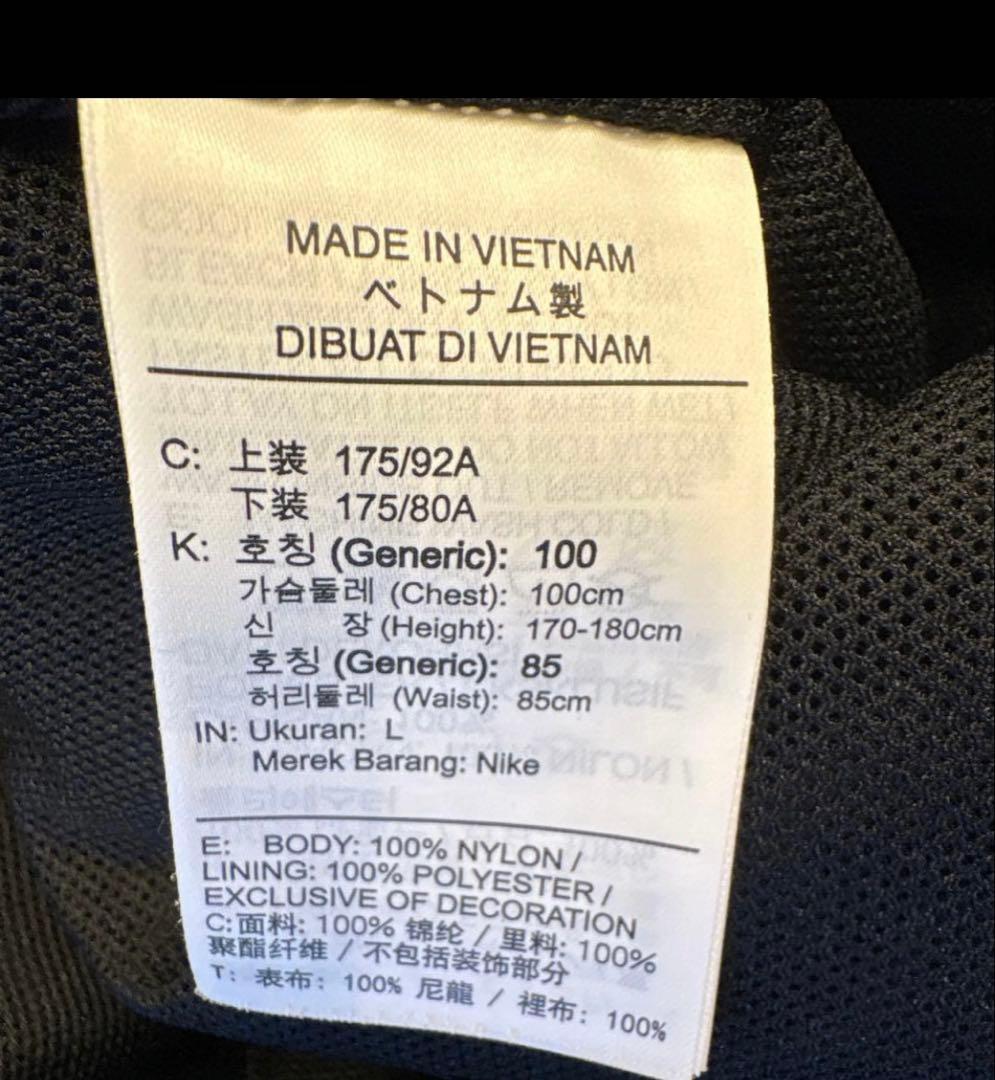 MADE IN VIETNAM
ベトナム製
DIBUAT DI VIETNAM
C: 上装 175/92A
下装 175/80A
K: 호칭 (Generic): 100
가슴둘레 (Chest): 100cm
신 장 (Height): 170-180cm
호칭 (Generic): 85
허리둘레 (Waist): 85cm
IN: Ukuran: L
Merek Barang: Nike
E: BODY: 100% NYLON /
LINING: 100% POLYESTER /
EXCLUSIVE OF DECORATION
C:面料: 100% 锦纶 / 里料: 100%
聚酯纤维 / 不包括装饰部分
T: 表布: 100% 尼龍 / 裡布: 100%